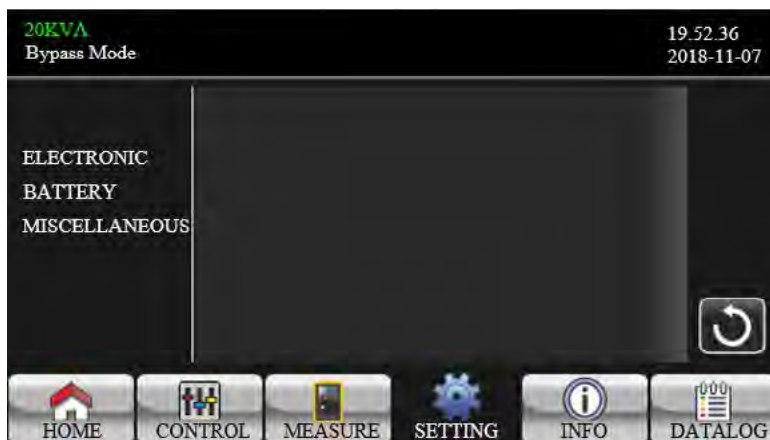 20KVA
Bypass Mode
19.52.36
2018-11-07
ELECTRONIC
BATTERY
MISCELLANEOUS
HOME
CONTROL
MEASURE
SETTING
INFO
DATALOG